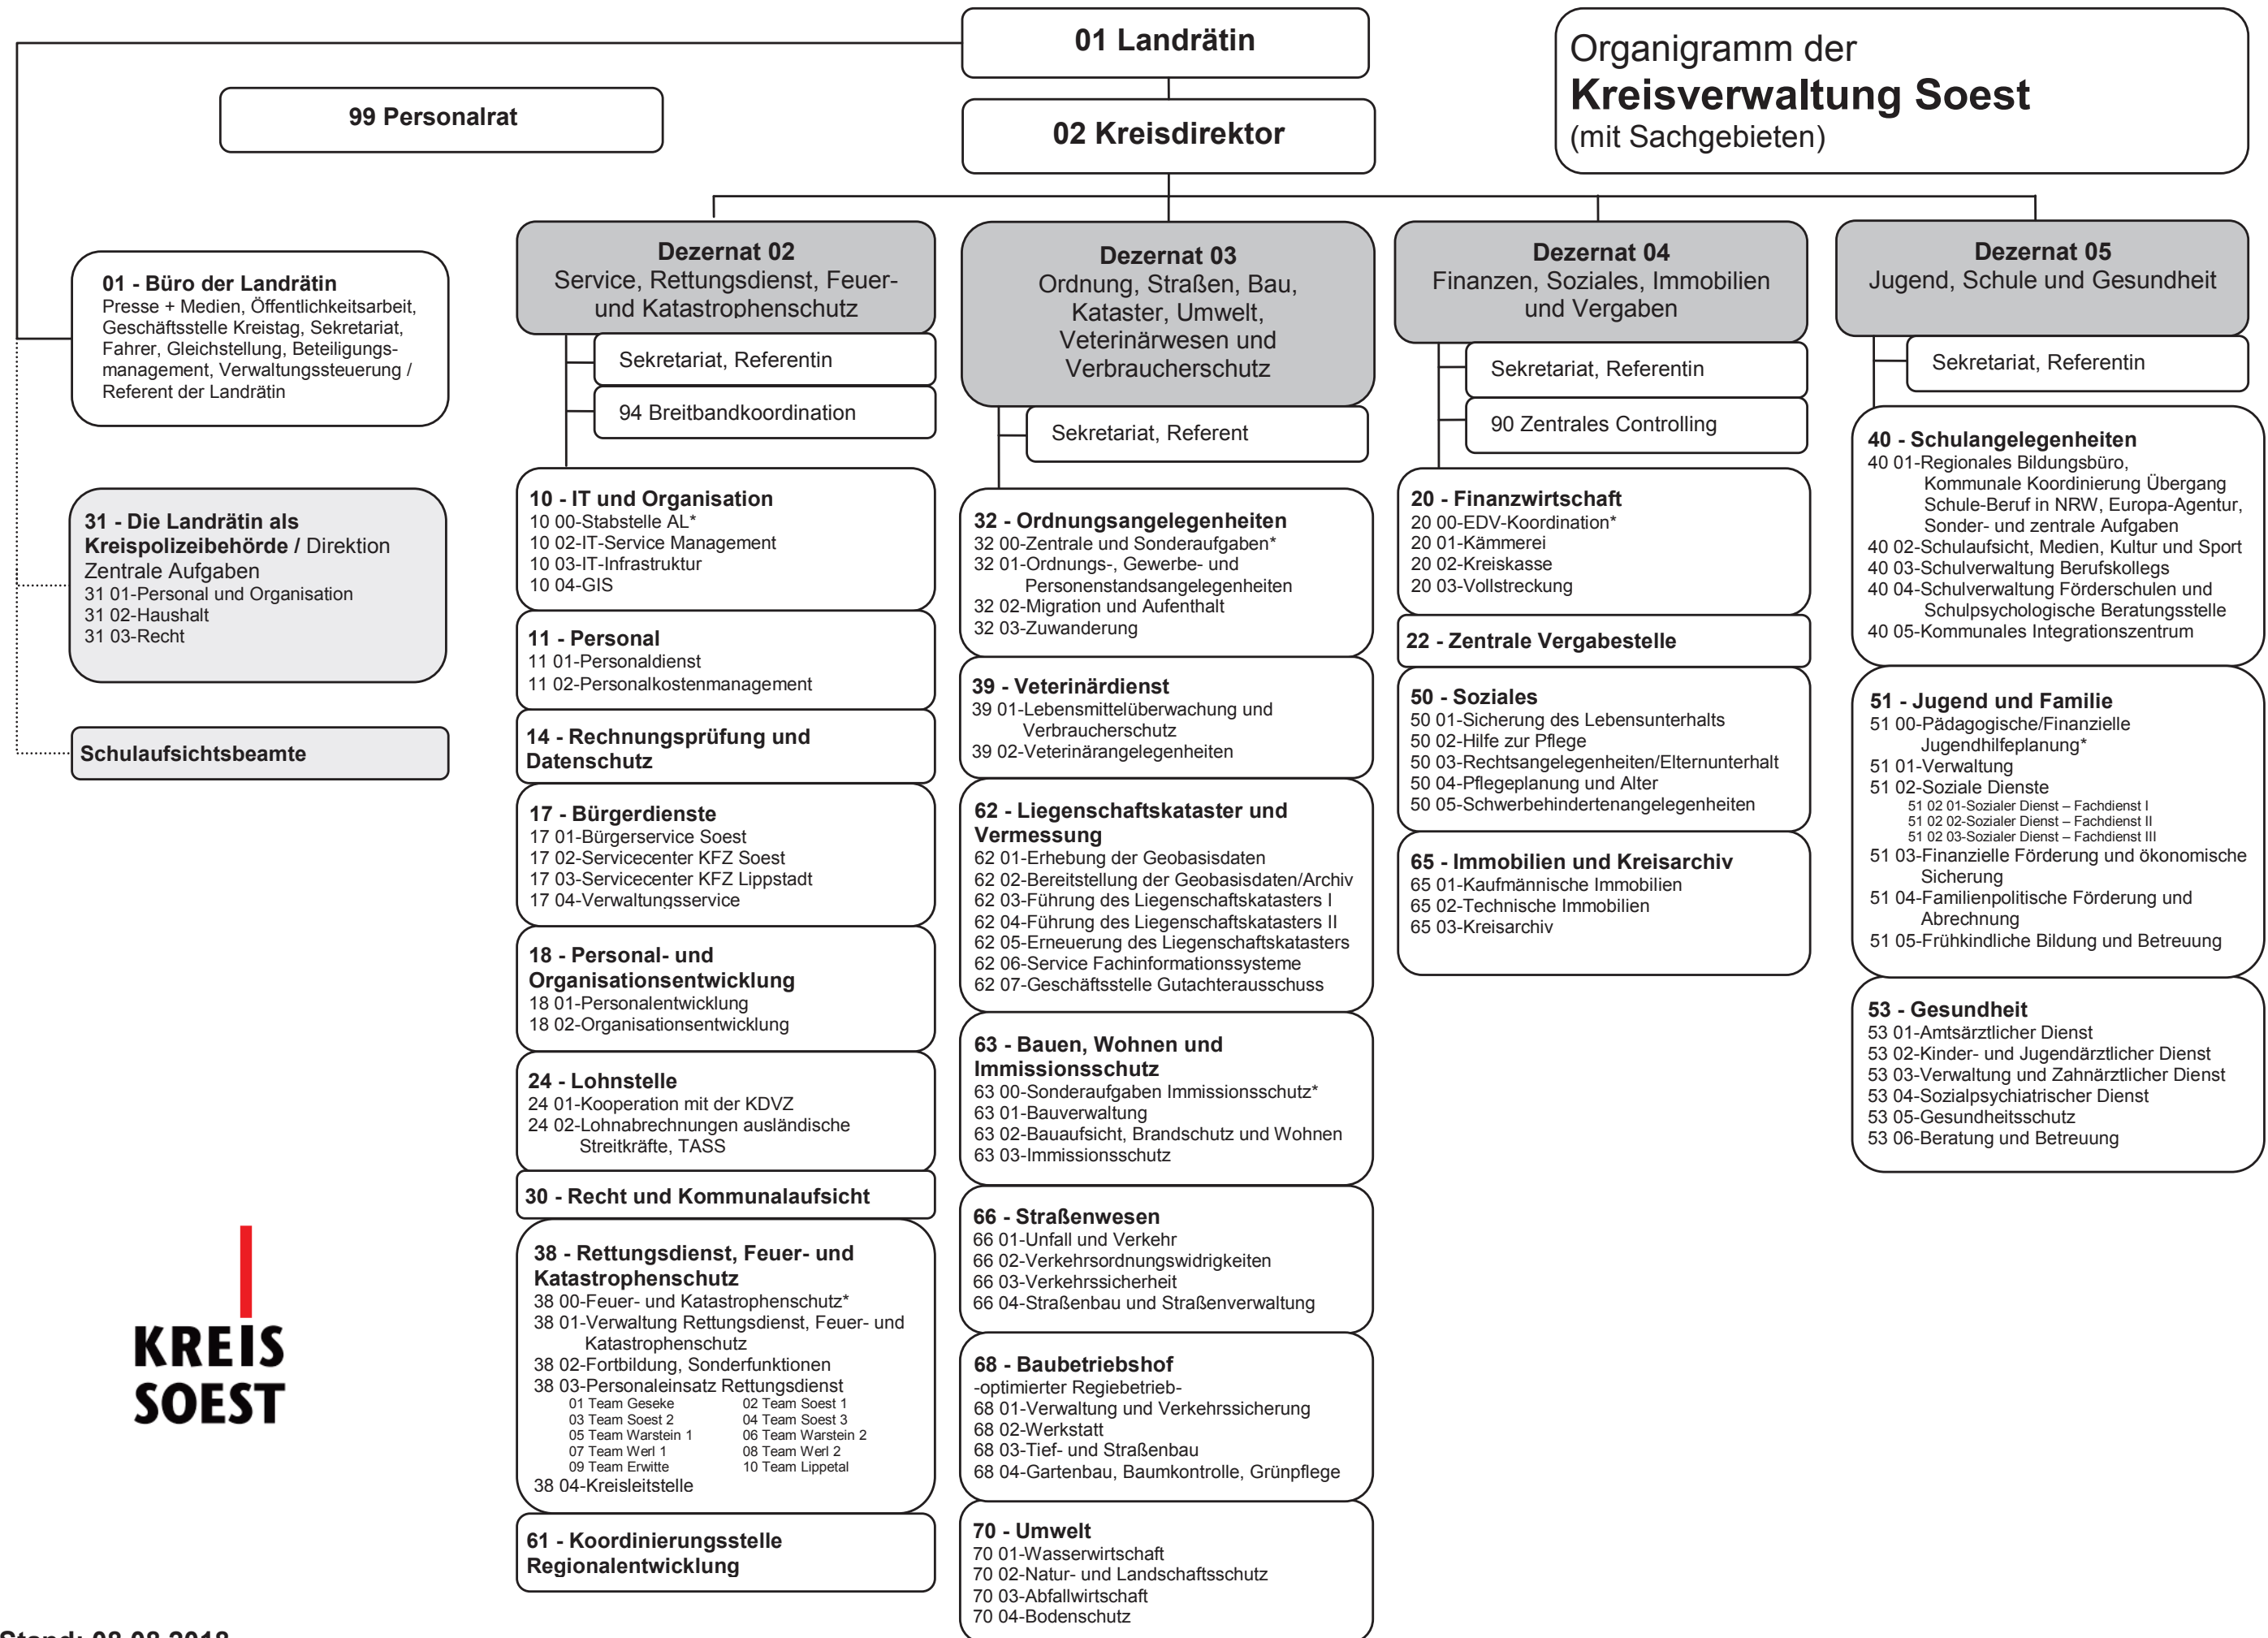 01 Landrätin
99 Personalrat
02 Kreisdirektor
Organigramm der
Kreisverwaltung Soest
(mit Sachgebieten)
01 - Büro der Landrätin
Presse + Medien, Öffentlichkeitsarbeit,
Geschäftsstelle Kreistag, Sekretariat,
Fahrer, Gleichstellung, Beteiligungs-
management, Verwaltungssteuerung /
Referent der Landrätin
31 - Die Landrätin als
Kreispolizeibehörde / Direktion
Zentrale Aufgaben
31 01-Personal und Organisation
31 02-Haushalt
31 03-Recht
Schulaufsichtsbeamte
Dezernat 02
Service, Rettungsdienst, Feuer-
und Katastrophenschutz
Sekretariat, Referentin
94 Breitbandkoordination
10 - IT und Organisation
10 00-Stabstelle AL*
10 02-IT-Service Management
10 03-IT-Infrastruktur
10 04-GIS
11 - Personal
11 01-Personaldienst
11 02-Personalkostenmanagement
14 - Rechnungsprüfung und
Datenschutz
17 - Bürgerdienste
17 01-Bürgerservice Soest
17 02-Servicecenter KFZ Soest
17 03-Servicecenter KFZ Lippstadt
17 04-Verwaltungsservice
18 - Personal- und
Organisationsentwicklung
18 01-Personalentwicklung
18 02-Organisationsentwicklung
24 - Lohnstelle
24 01-Kooperation mit der KDVZ
24 02-Lohnabrechnungen ausländische
Streitkräfte, TASS
30 - Recht und Kommunalaufsicht
38 - Rettungsdienst, Feuer- und
Katastrophenschutz
38 00-Feuer- und Katastrophenschutz*
38 01-Verwaltung Rettungsdienst, Feuer- und
Katastrophenschutz
38 02-Fortbildung, Sonderfunktionen
38 03-Personaleinsatz Rettungsdienst
01 Team Geseke 02 Team Soest 1
03 Team Soest 2 04 Team Soest 3
05 Team Warstein 1 06 Team Warstein 2
07 Team Werl 1 08 Team Werl 2
09 Team Erwitte 10 Team Lippetal
38 04-Kreisleitstelle
61 - Koordinierungsstelle
Regionalentwicklung
Dezernat 03
Ordnung, Straßen, Bau,
Kataster, Umwelt,
Veterinärwesen und
Verbraucherschutz
Sekretariat, Referent
32 - Ordnungsangelegenheiten
32 00-Zentrale und Sonderaufgaben*
32 01-Ordnungs-, Gewerbe- und
Personenstandsangelegenheiten
32 02-Migration und Aufenthalt
32 03-Zuwanderung
39 - Veterinärdienst
39 01-Lebensmittelüberwachung und
Verbraucherschutz
39 02-Veterinärangelegenheiten
62 - Liegenschaftskataster und
Vermessung
62 01-Erhebung der Geobasisdaten
62 02-Bereitstellung der Geobasisdaten/Archiv
62 03-Führung des Liegenschaftskatasters I
62 04-Führung des Liegenschaftskatasters II
62 05-Erneuerung des Liegenschaftskatasters
62 06-Service Fachinformationssysteme
62 07-Geschäftsstelle Gutachterausschuss
63 - Bauen, Wohnen und
Immissionsschutz
63 00-Sonderaufgaben Immissionsschutz*
63 01-Bauverwaltung
63 02-Bauaufsicht, Brandschutz und Wohnen
63 03-Immissionsschutz
66 - Straßenwesen
66 01-Unfall und Verkehr
66 02-Verkehrsordnungswidrigkeiten
66 03-Verkehrssicherheit
66 04-Straßenbau und Straßenverwaltung
68 - Baubetriebshof
-optimierter Regiebetrieb-
68 01-Verwaltung und Verkehrssicherung
68 02-Werkstatt
68 03-Tief- und Straßenbau
68 04-Gartenbau, Baumkontrolle, Grünpflege
70 - Umwelt
70 01-Wasserwirtschaft
70 02-Natur- und Landschaftsschutz
70 03-Abfallwirtschaft
70 04-Bodenschutz
Dezernat 04
Finanzen, Soziales, Immobilien
und Vergaben
Sekretariat, Referentin
90 Zentrales Controlling
20 - Finanzwirtschaft
20 00-EDV-Koordination*
20 01-Kämmerei
20 02-Kreiskasse
20 03-Vollstreckung
22 - Zentrale Vergabestelle
50 - Soziales
50 01-Sicherung des Lebensunterhalts
50 02-Hilfe zur Pflege
50 03-Rechtsangelegenheiten/Elternunterhalt
50 04-Pflegeplanung und Alter
50 05-Schwerbehindertenangelegenheiten
65 - Immobilien und Kreisarchiv
65 01-Kaufmännische Immobilien
65 02-Technische Immobilien
65 03-Kreisarchiv
Dezernat 05
Jugend, Schule und Gesundheit
Sekretariat, Referentin
40 - Schulangelegenheiten
40 01-Regionales Bildungsbüro,
Kommunale Koordinierung Übergang
Schule-Beruf in NRW, Europa-Agentur,
Sonder- und zentrale Aufgaben
40 02-Schulaufsicht, Medien, Kultur und Sport
40 03-Schulverwaltung Berufskollegs
40 04-Schulverwaltung Förderschulen und
Schulpsychologische Beratungsstelle
40 05-Kommunales Integrationszentrum
51 - Jugend und Familie
51 00-Pädagogische/Finanzielle
Jugendhilfeplanung*
51 01-Verwaltung
51 02-Soziale Dienste
51 02 01-Sozialer Dienst – Fachdienst I
51 02 02-Sozialer Dienst – Fachdienst II
51 02 03-Sozialer Dienst – Fachdienst III
51 03-Finanzielle Förderung und ökonomische
Sicherung
51 04-Familienpolitische Förderung und
Abrechnung
51 05-Frühkindliche Bildung und Betreuung
53 - Gesundheit
53 01-Amtsärztlicher Dienst
53 02-Kinder- und Jugendärztlicher Dienst
53 03-Verwaltung und Zahnärztlicher Dienst
53 04-Sozialpsychiatrischer Dienst
53 05-Gesundheitsschutz
53 06-Beratung und Betreuung
KREIS
SOEST
Stand: 08.08.2018